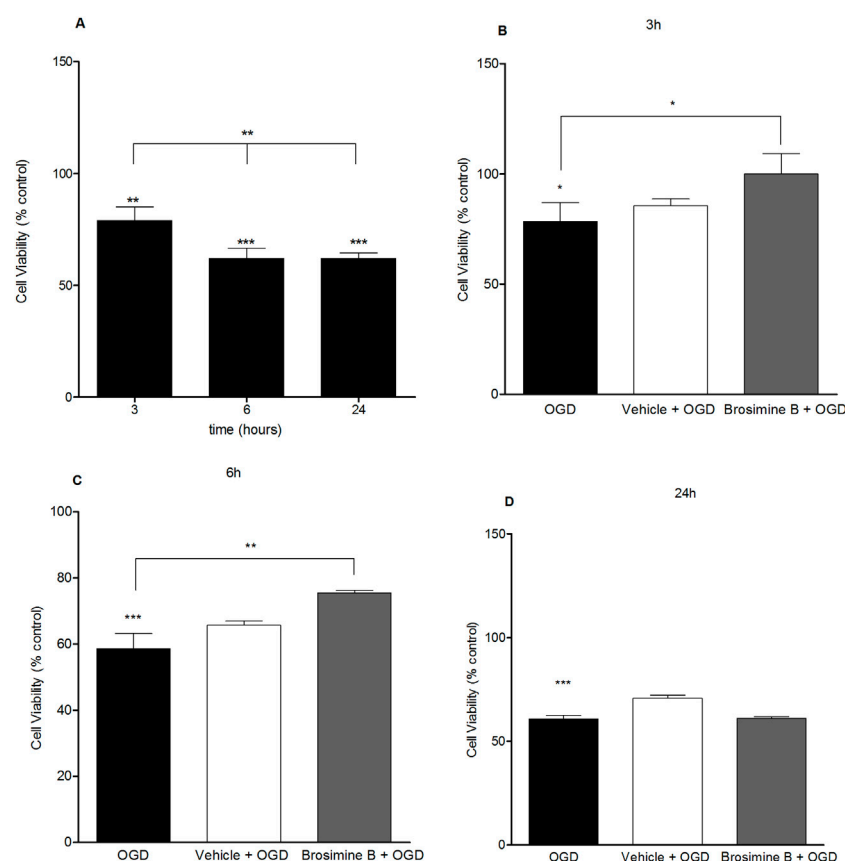 A
150
100
50
0
Cell Viability (% control)
**
**
***
***
3
6
24
time (hours)
B
3h
150
100
50
0
Cell Viability (% control)
*
*
OGD
Vehicle + OGD
Brosimine B + OGD
C
6h
100
80
60
40
20
0
Cell Viability (% control)
**
***
OGD
Vehicle + OGD
Brosimine B + OGD
D
24h
150
100
50
0
Cell Viability (% control)
***
OGD
Vehicle + OGD
Brosimine B + OGD